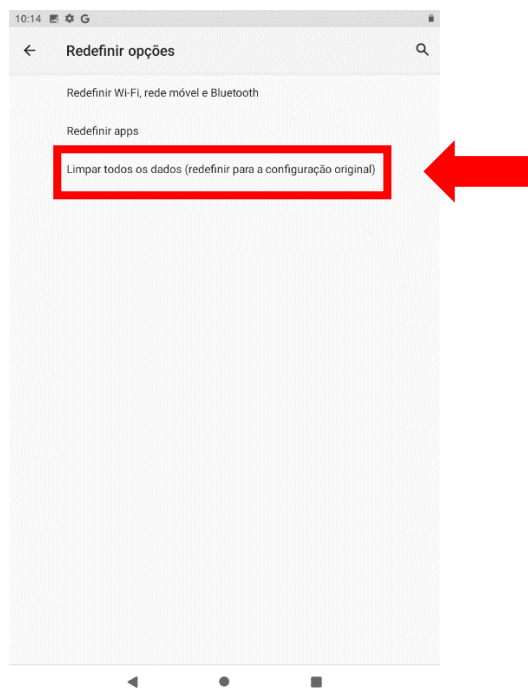 10:14 G
Redefinir opções
Redefinir Wi-Fi, rede móvel e Bluetooth
Redefinir apps
Limpar todos os dados (redefinir para a configuração original)